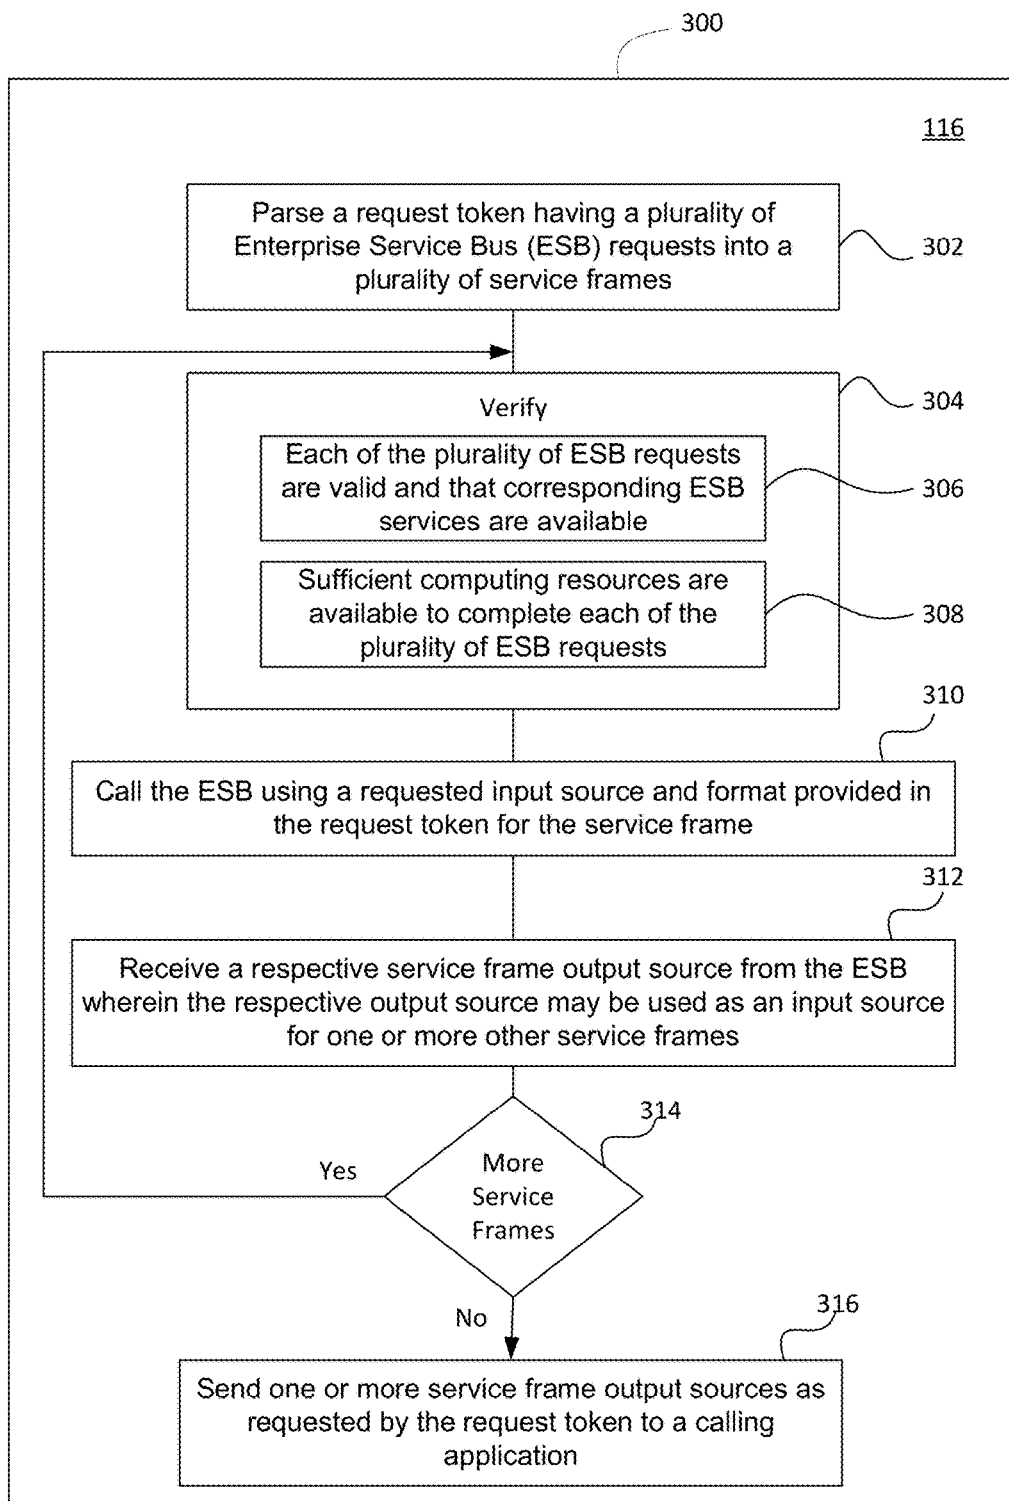 300
116
Parse a request token having a plurality of
Enterprise Service Bus (ESB) requests into a
plurality of service frames
302
Verify
304
Each of the plurality of ESB requests
are valid and that corresponding ESB
services are available
306
Sufficient computing resources are
available to complete each of the
plurality of ESB requests
308
310
Call the ESB using a requested input source and format provided in
the request token for the service frame
312
Receive a respective service frame output source from the ESB
wherein the respective output source may be used as an input source
for one or more other service frames
314
Yes
More
Service
Frames
No
316
Send one or more service frame output sources as
requested by the request token to a calling
application